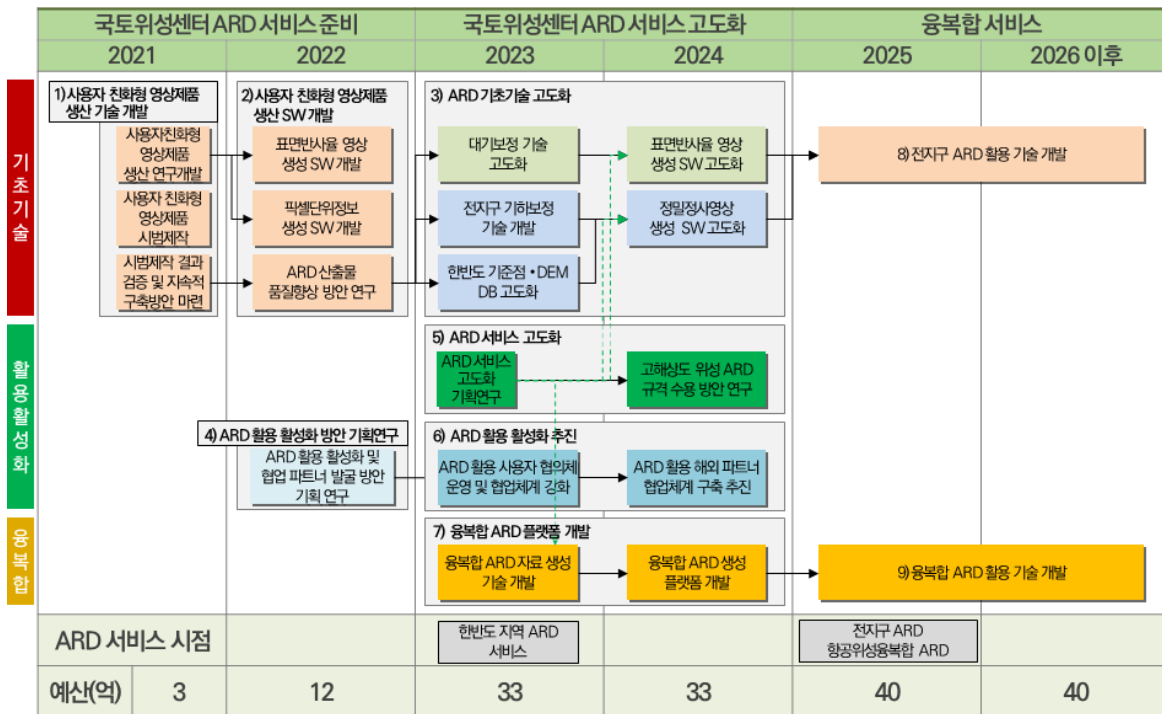 국토위성센터 ARD 서비스 준비
국토위성센터 ARD 서비스 고도화
융복합 서비스
2021
2022
2023
2024
2025
2026 이후
기초기술
1) 사용자 친화형 영상제품
생산 기술 개발
사용자친화형
영상제품
생산 연구개발
사용자 친화형
영상제품
시범제작
시범제작 결과
검증 및 지속적
구축방안 마련
2) 사용자 친화형 영상제품
생산 SW 개발
표면반사율 영상
생성 SW 개발
픽셀단위정보
생성 SW 개발
ARD 산출물
품질향상 방안 연구
3) ARD 기초기술 고도화
대기보정 기술
고도화
표면반사율 영상
생성 SW 고도화
전지구 기하보정
기술 개발
정밀정사영상
생성 SW 고도화
한반도 기준점·DEM
DB 고도화
8) 전지구 ARD 활용 기술 개발
활용활성화
5) ARD 서비스 고도화
ARD 서비스
고도화
기획연구
고해상도 위성 ARD
규격 수용 방안 연구
4) ARD 활용 활성화 방안 기획연구
ARD 활용 활성화 및
협업 파트너 발굴 방안
기획 연구
6) ARD 활용 활성화 추진
ARD 활용 사용자 협의체
운영 및 협업체계 강화
ARD 활용 해외 파트너
협업체계 구축 추진
융복합
7) 융복합 ARD 플랫폼 개발
융복합 ARD 자료 생성
기술 개발
융복합 ARD 생성
플랫폼 개발
9) 융복합 ARD 활용 기술 개발
ARD 서비스 시점
한반도 지역 ARD
서비스
전지구 ARD
항공위성융복합 ARD
예산(억)
3
12
33
33
40
40